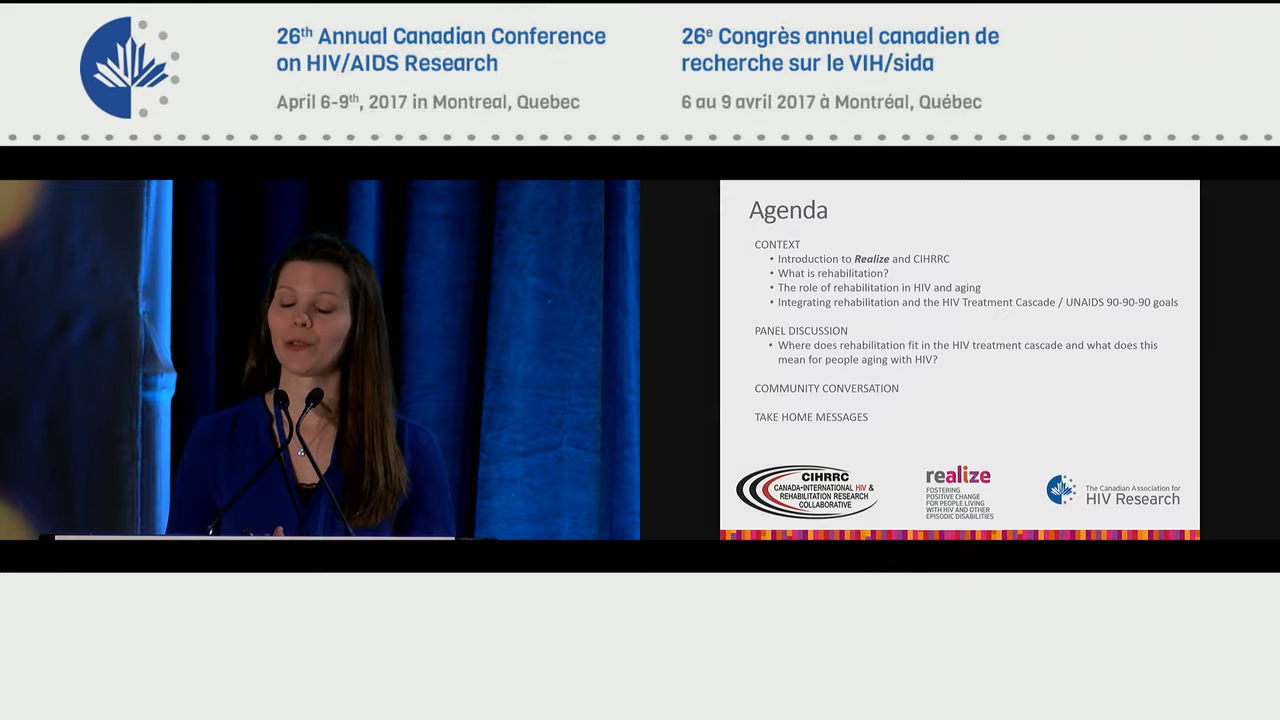 26th Annual Canadian Conference
on HIV/AIDS Research
April 6-9th, 2017 in Montreal, Quebec
26e Congrès annuel canadien de
recherche sur le VIH/sida
6 au 9 avril 2017 à Montréal, Québec
Agenda
CONTEXT
• Introduction to Realize and CIHRRC
• What is rehabilitation?
• The role of rehabilitation in HIV and aging
• Integrating rehabilitation and the HIV Treatment Cascade / UNAIDS 90-90-90 goals
PANEL DISCUSSION
• Where does rehabilitation fit in the HIV treatment cascade and what does this
mean for people aging with HIV?
COMMUNITY CONVERSATION
TAKE HOME MESSAGES
CIHRRC
CANADA-INTERNATIONAL HIV &
REHABILITATION RESEARCH
COLLABORATIVE
realize
FOSTERING
POSITIVE CHANGE
FOR PEOPLE LIVING
WITH HIV AND OTHER
EPISODIC DISABILITIES
The Canadian Association for
HIV Research